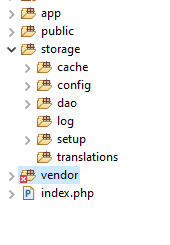 app
public
storage
cache
config
dao
log
setup
translations
vendor
index.php